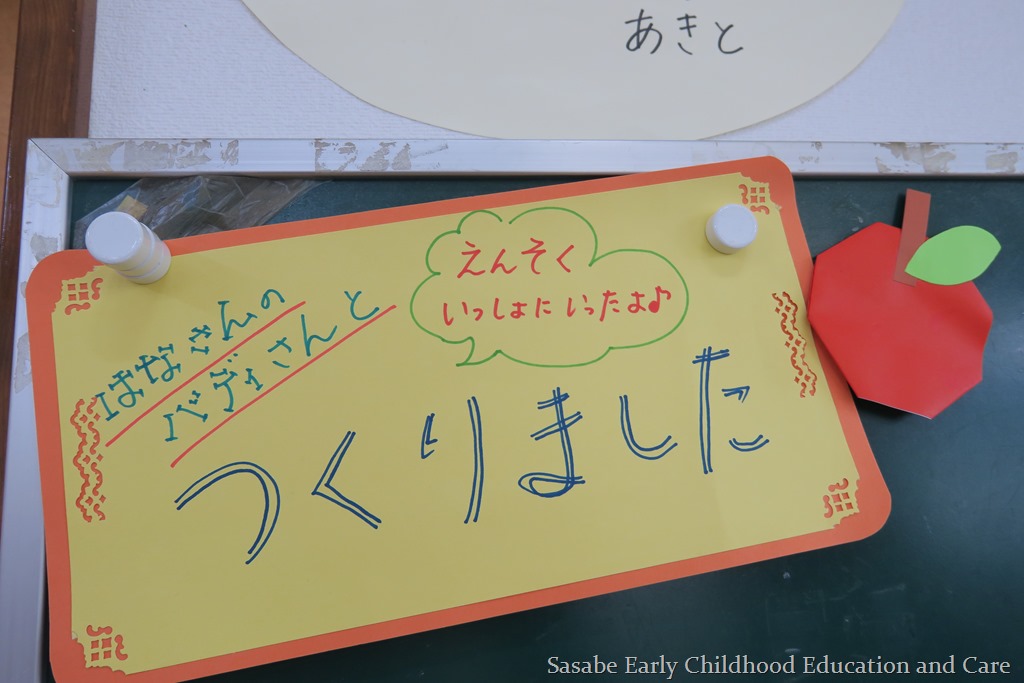 あきと
えんそく
いっしょに いったよ♪
はなさんの
バディさんと
つくりました
Sasabe Early Childhood Education and Care